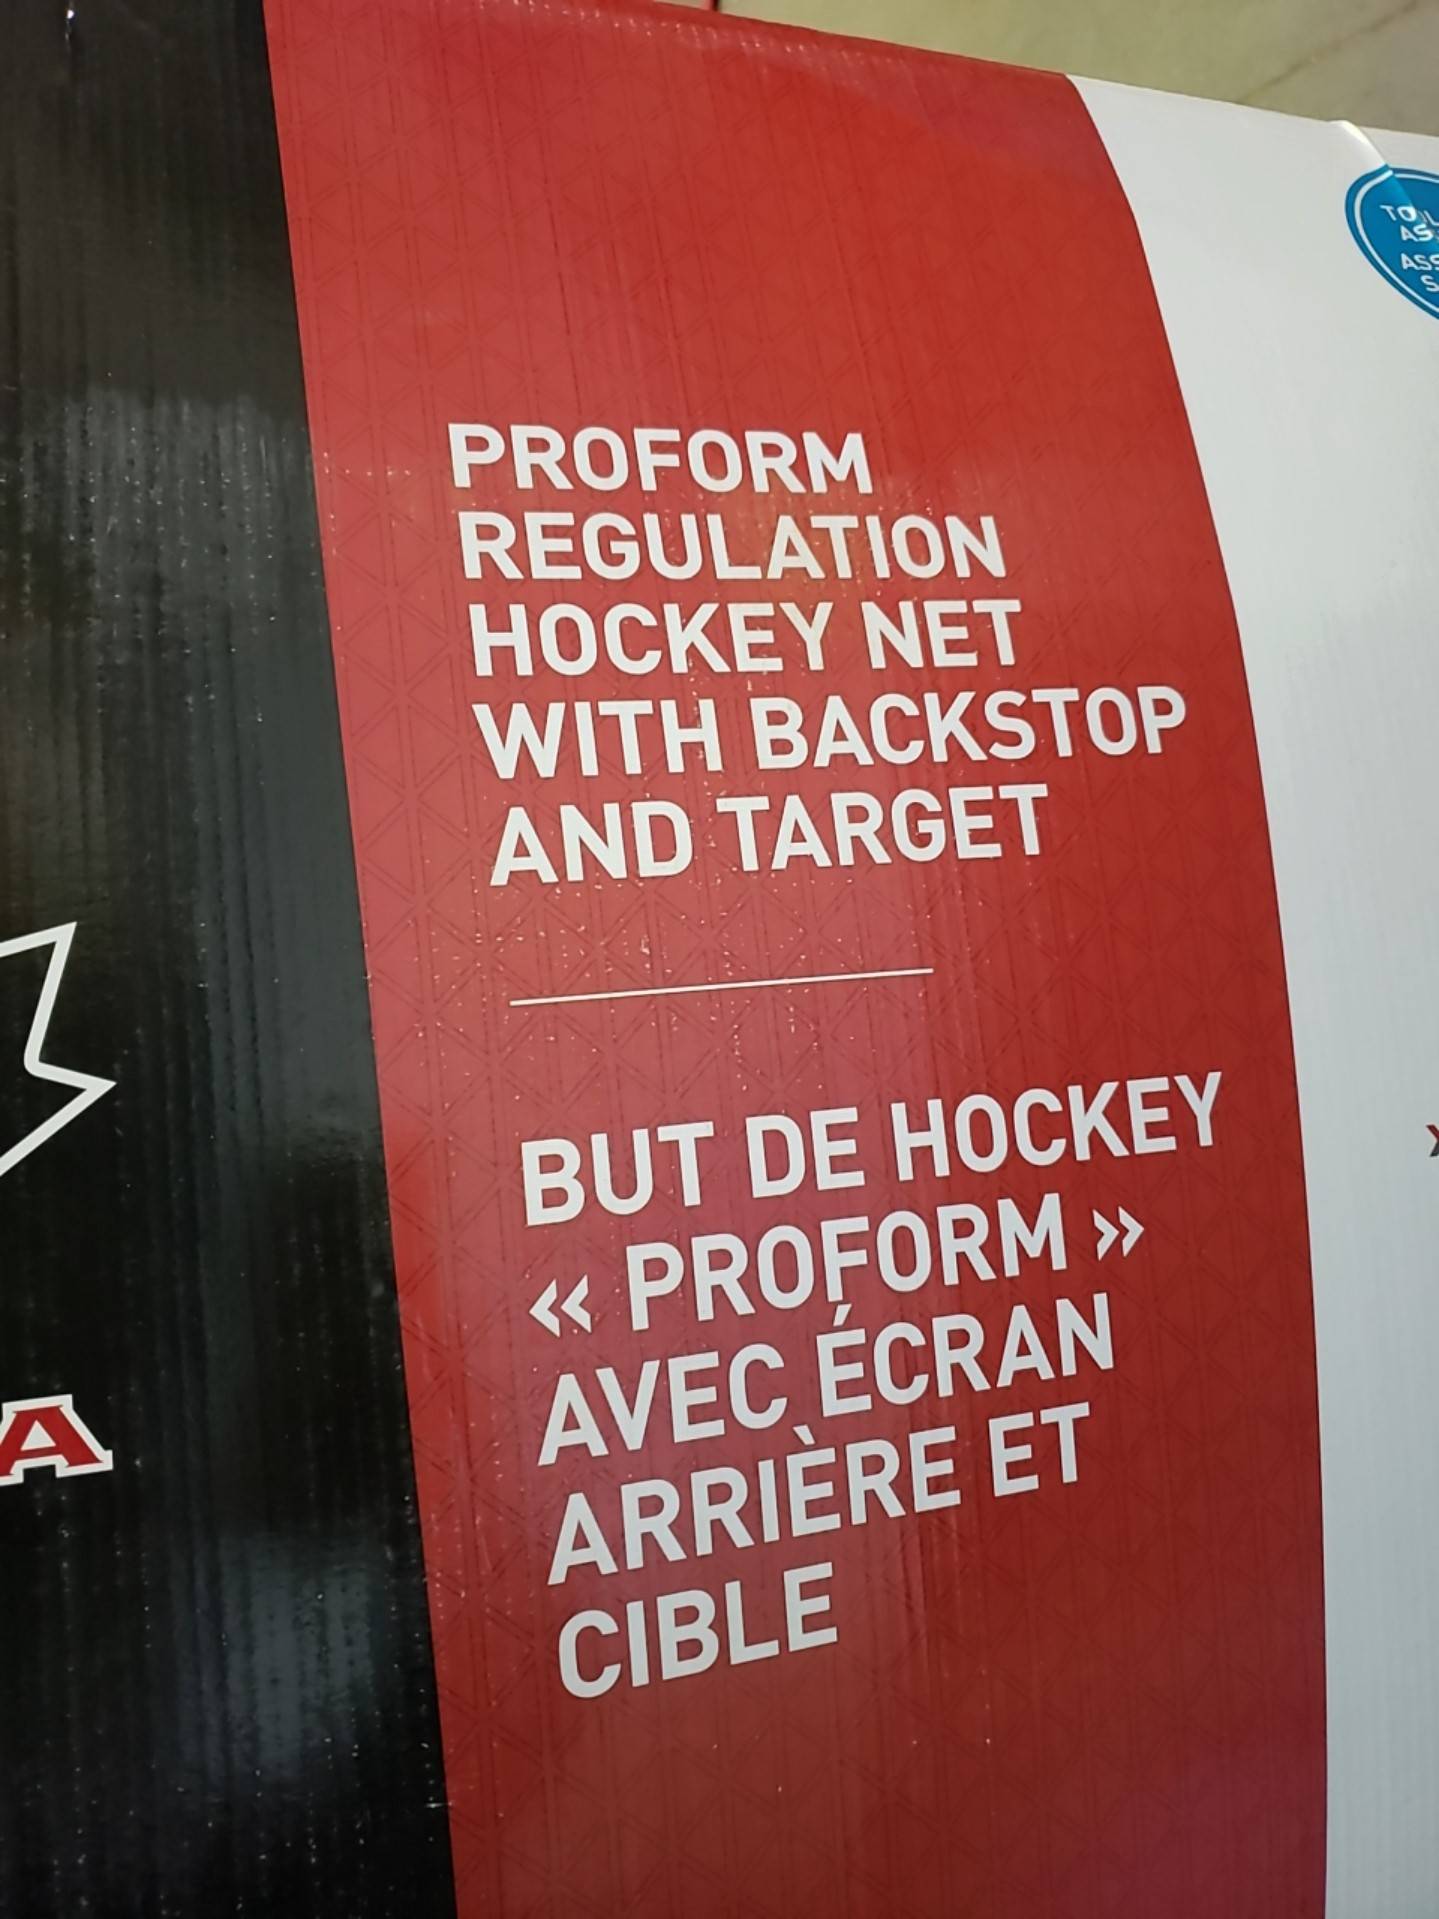 PROFORM
REGULATION
HOCKEY NET
WITH BACKSTOP
AND TARGET
BUT DE HOCKEY
« PROFORM »
AVEC ÉCRAN
ARRIÈRE ET
CIBLE
A